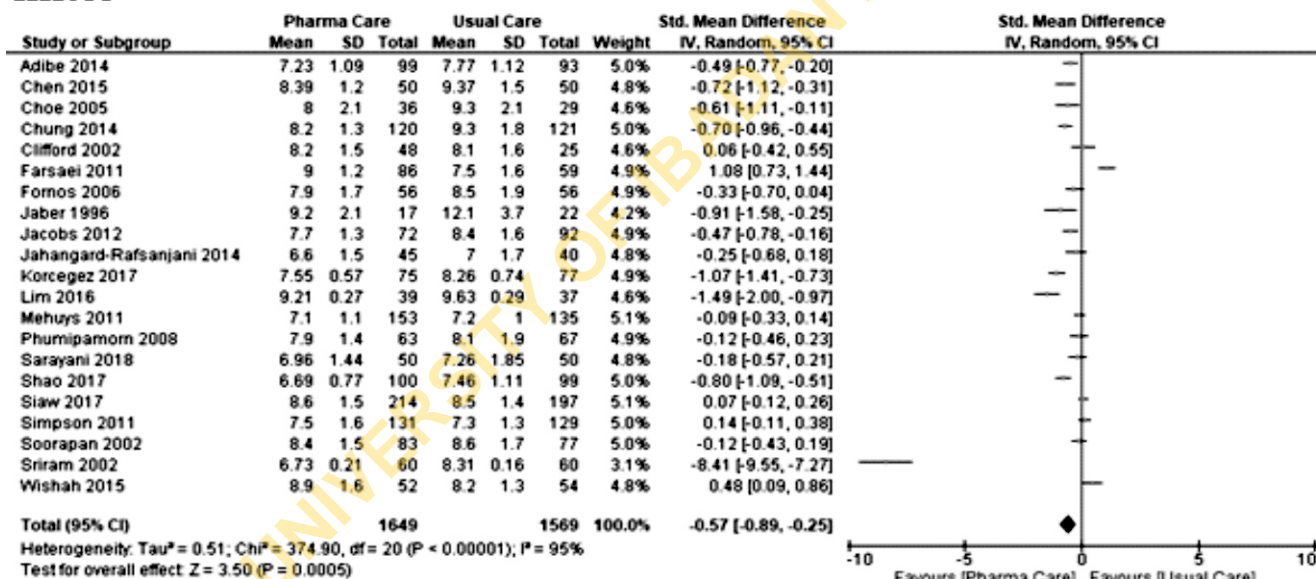 Pharma Care Usual Care Std. Mean Difference Std. Mean Difference
Study or Subgroup Mean SD Total Mean SD Total Weight IV, Random, 95% CI IV, Random, 95% CI
Adibe 2014 7.23 1.09 99 7.77 1.12 93 5.0% -0.49 [-0.77, -0.20]
Chen 2015 8.39 1.2 50 9.37 1.5 50 4.8% -0.72 [-1.12, -0.31]
Choe 2005 8 2.1 36 9.3 2.1 29 4.6% -0.61 [-1.11, -0.11]
Chung 2014 8.2 1.3 120 9.3 1.8 121 5.0% -0.70 [-0.96, -0.44]
Clifford 2002 8.2 1.5 48 8.1 1.6 25 4.6% 0.06 [-0.42, 0.55]
Farsaei 2011 9 1.2 86 7.5 1.6 59 4.9% 1.08 [0.73, 1.44]
Fornos 2006 7.9 1.7 56 8.5 1.9 56 4.9% -0.33 [-0.70, 0.04]
Jaber 1996 9.2 2.1 17 12.1 3.7 22 4.2% -0.91 [-1.58, -0.25]
Jacobs 2012 7.7 1.3 72 8.4 1.6 92 4.9% -0.47 [-0.78, -0.16]
Jahangard-Rafsanjani 2014 6.6 1.5 45 7 1.7 40 4.8% -0.25 [-0.68, 0.18]
Korcegez 2017 7.55 0.57 75 8.26 0.74 77 4.9% -1.07 [-1.41, -0.73]
Lim 2016 9.21 0.27 39 9.63 0.29 37 4.6% -1.49 [-2.00, -0.97]
Mehuys 2011 7.1 1.1 153 7.2 1 135 5.1% -0.09 [-0.33, 0.14]
Phumipamorn 2008 7.9 1.4 63 8.1 1.9 67 4.9% -0.12 [-0.46, 0.23]
Sarayani 2018 6.96 1.44 50 7.26 1.85 50 4.8% -0.18 [-0.57, 0.21]
Shao 2017 6.69 0.77 100 7.46 1.11 99 5.0% -0.80 [-1.09, -0.51]
Siaw 2017 8.6 1.5 214 8.5 1.4 197 5.1% 0.07 [-0.12, 0.26]
Simpson 2011 7.5 1.6 131 7.3 1.3 129 5.0% 0.14 [-0.11, 0.38]
Soorapan 2002 8.4 1.5 83 8.6 1.7 77 5.0% -0.12 [-0.43, 0.19]
Sriram 2002 6.73 0.21 60 8.31 0.16 60 3.1% -8.41 [-9.55, -7.27]
Wishah 2015 8.9 1.6 52 8.2 1.3 54 4.8% 0.48 [0.09, 0.86]
Total (95% CI) 1649 1569 100.0% -0.57 [-0.89, -0.25]
Heterogeneity: Tau² = 0.51; Chi² = 374.90, df = 20 (P < 0.00001); I² = 95%
Test for overall effect: Z = 3.50 (P = 0.0005)
-10 -5 0 5 10
Favours [Pharma Care] Favours [Usual Care]
UNIVERSITY OF IBADAN